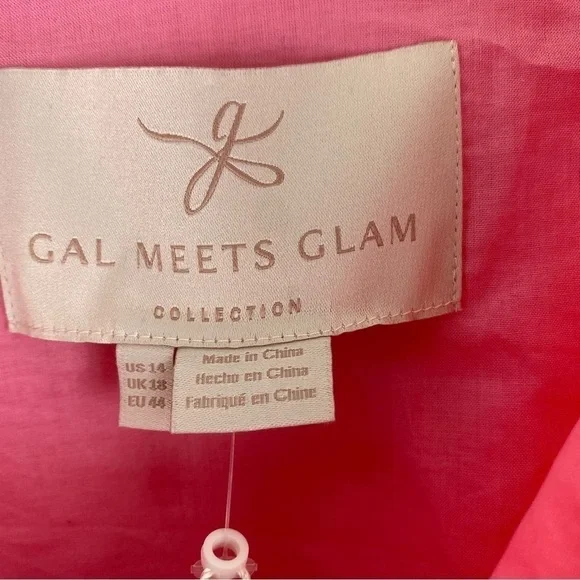 g
GAL MEETS GLAM
COLLECTION
US 14
UK 18
EU 44
Made in China
Hecho en China
Fabriqué en Chine